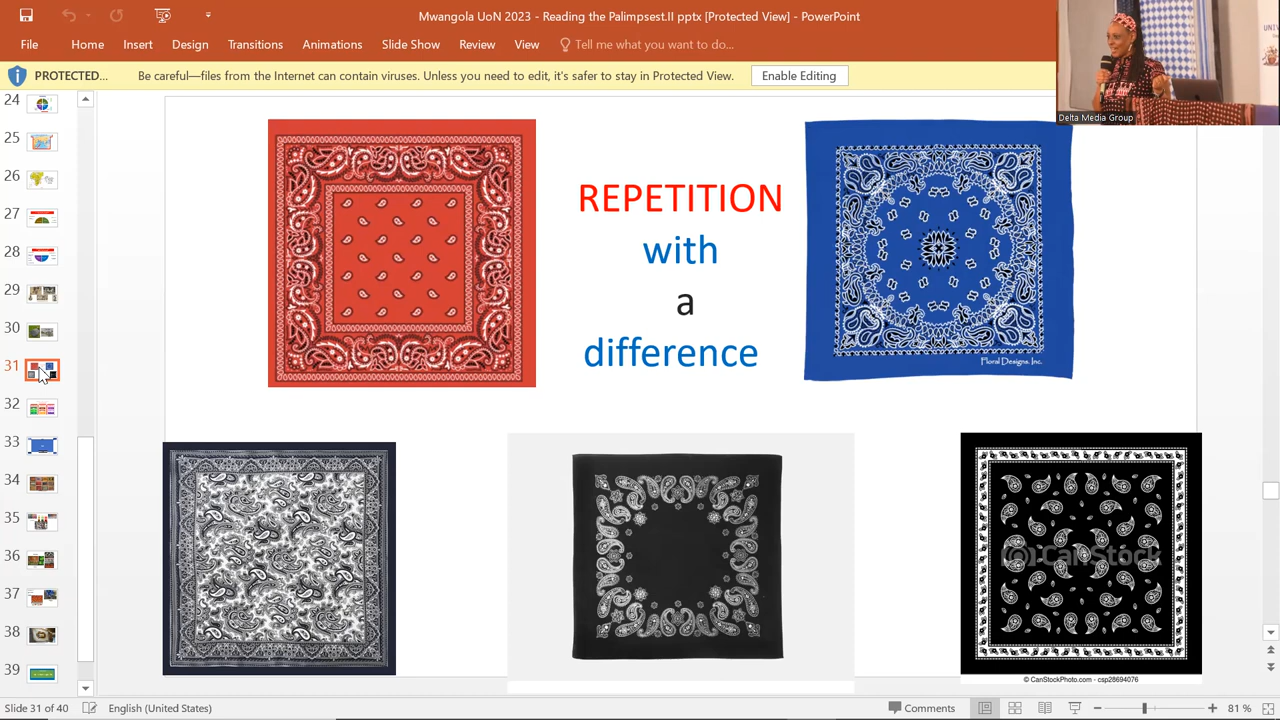 Mwangola UoN 2023 - Reading the Palimpsest.II pptx [Protected View] - PowerPoint
File Home Insert Design Transitions Animations Slide Show Review View Tell me what you want to do...
PROTECTED... Be careful—files from the Internet can contain viruses. Unless you need to edit, it's safer to stay in Protected View. Enable Editing
Delta Media Group
24
25
26
27
28
29
30
31
32
33
4
35
36
37
38
39
REPETITION
with
a
difference
Floral Designs, Inc.
CanStock
© CanStockPhoto.com - csp28694076
Slide 31 of 40 English (United States) Comments 81 %